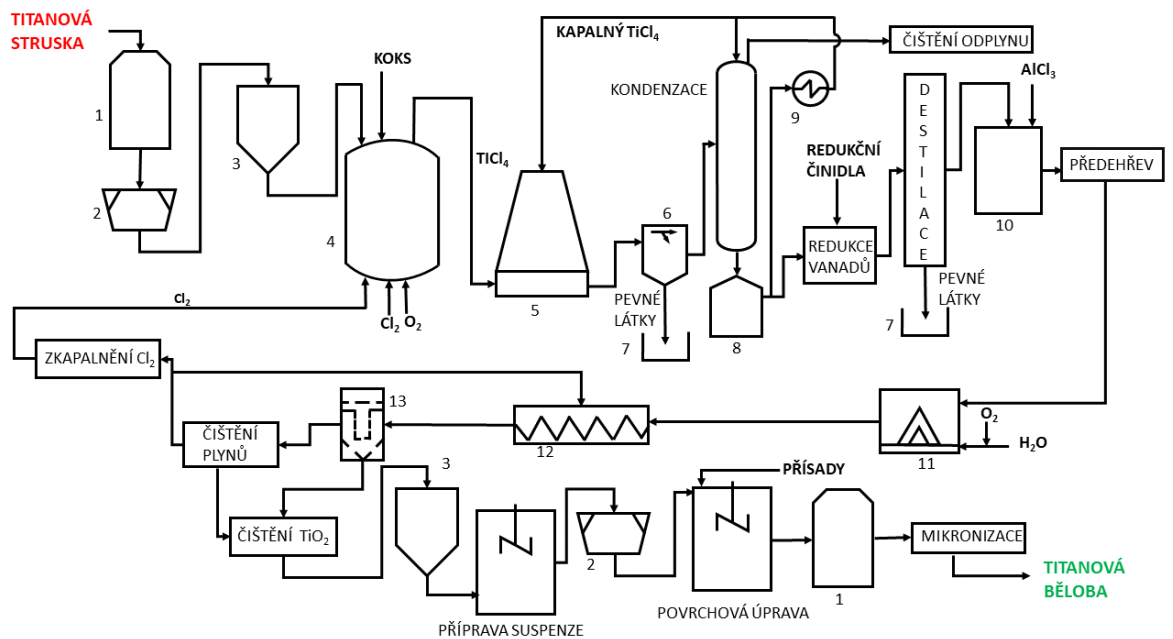 TITANOVÁ
STRUSKA
1
2
3
KOKS
4
Cl₂
O₂
TiCl₄
KAPALNÝ TiCl₄
5
6
PEVNÉ
LÁTKY
7
KONDENZACE
8
9
ČIŠTĚNÍ ODPLYNU
REDUKČNÍ
ČINIDLA
REDUKCE
VANADŮ
DESTILACE
PEVNÉ
LÁTKY
7
AlCl₃
10
PŘEDEHŘEV
O₂
H₂O
11
12
13
Cl₂
ZKAPALNĚNÍ Cl₂
ČIŠTĚNÍ
PLYNŮ
ČIŠTĚNÍ TiO₂
3
PŘÍPRAVA SUSPENZE
2
PŘÍSADY
POVRCHOVÁ ÚPRAVA
1
MIKRONIZACE
TITANOVÁ
BĚLOBA